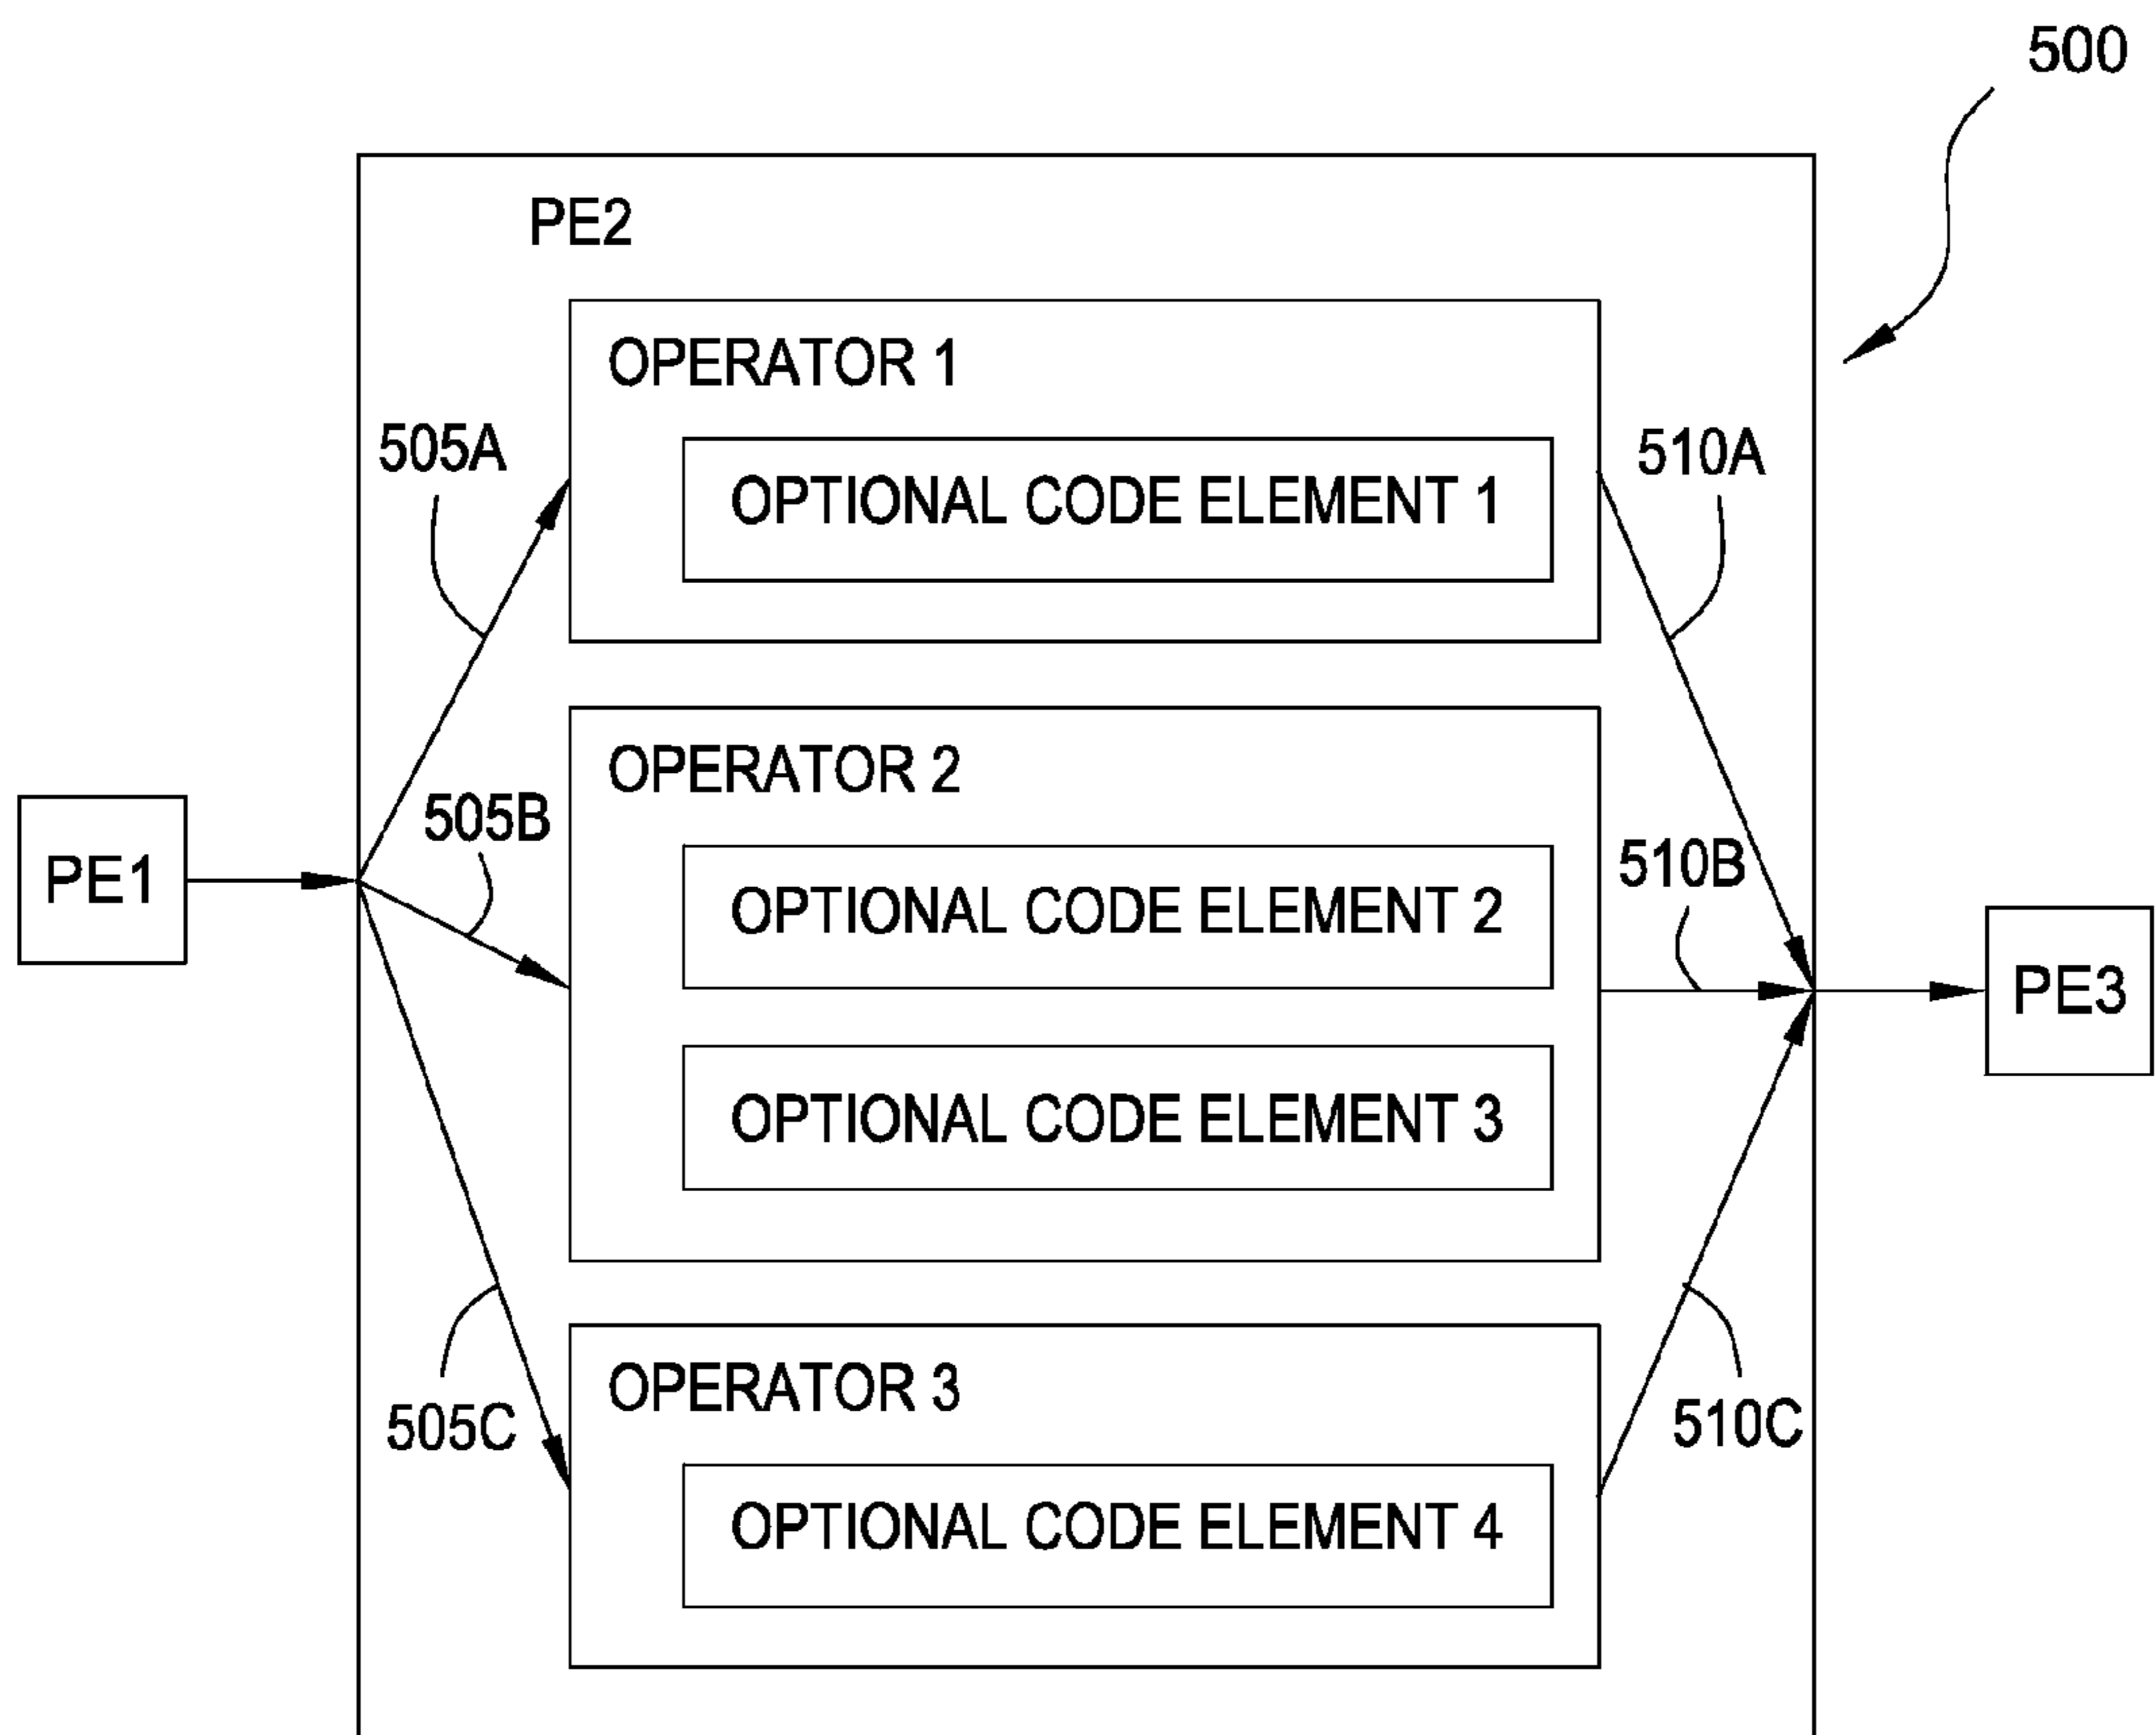 500
PE2
OPERATOR 1
505A
510A
OPTIONAL CODE ELEMENT 1
OPERATOR 2
505B
510B
PE1
OPTIONAL CODE ELEMENT 2
PE3
OPTIONAL CODE ELEMENT 3
OPERATOR 3
505C
510C
OPTIONAL CODE ELEMENT 4